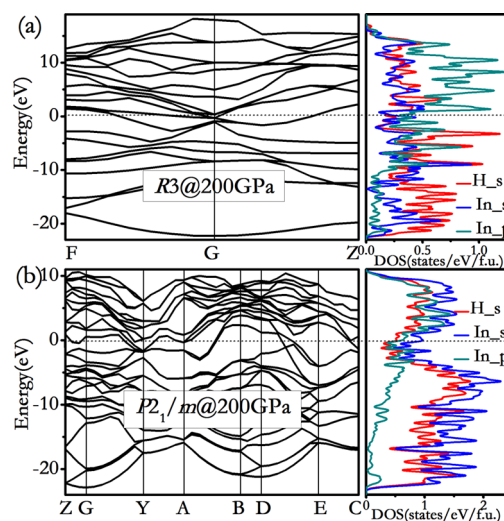 (a)
Energy(eV)
10
0
-10
-20
R3@200GPa
F G Z
H_s
In_s
In_p
0.0 0.5 1.0
DOS(states/eV/f.u.)
(b)
Energy(eV)
10
0
-10
-20
P2₁/m@200GPa
Z G Y A B D E C
H_s
In_s
In_p
0 1 2
DOS(states/eV/f.u.)